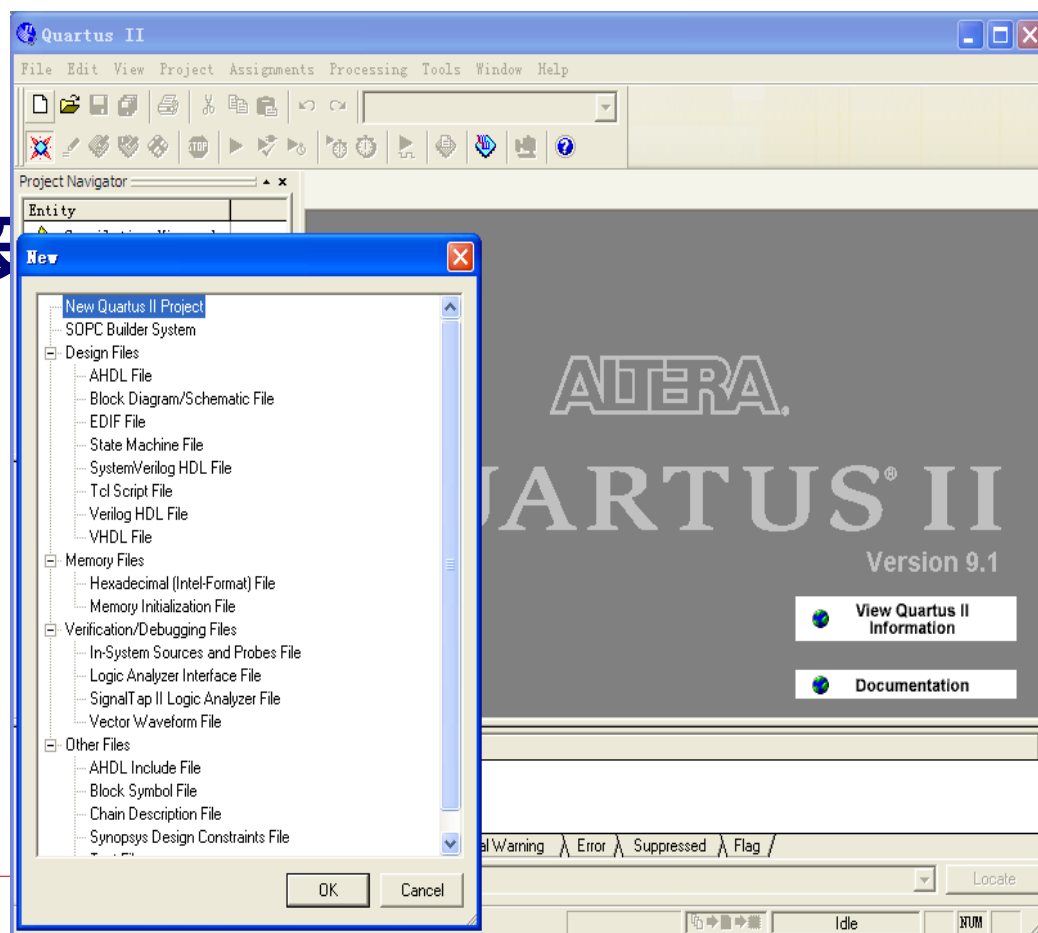 Quartus II
File Edit View Project Assignments Processing Tools Window Help
STOP
Project Navigator
Entity
New
New Quartus II Project
SOPC Builder System
Design Files
AHDL File
Block Diagram/Schematic File
EDIF File
State Machine File
SystemVerilog HDL File
Tcl Script File
Verilog HDL File
VHDL File
Memory Files
Hexadecimal (Intel-Format) File
Memory Initialization File
Verification/Debugging Files
In-System Sources and Probes File
Logic Analyzer Interface File
SignalTap II Logic Analyzer File
Vector Waveform File
Other Files
AHDL Include File
Block Symbol File
Chain Description File
Synopsys Design Constraints File
OK Cancel
ALTERA
UARTUS® II
Version 9.1
View Quartus II
Information
Documentation
al Warning Error Suppressed Flag
Locate
Idle NUM